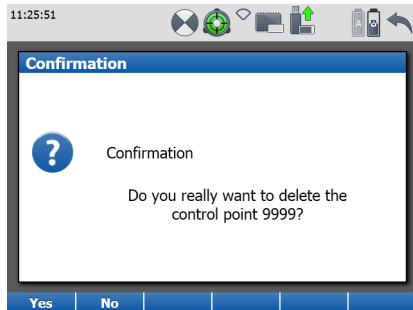 11:25:51
Confirmation
Confirmation
Do you really want to delete the
control point 9999?
Yes No